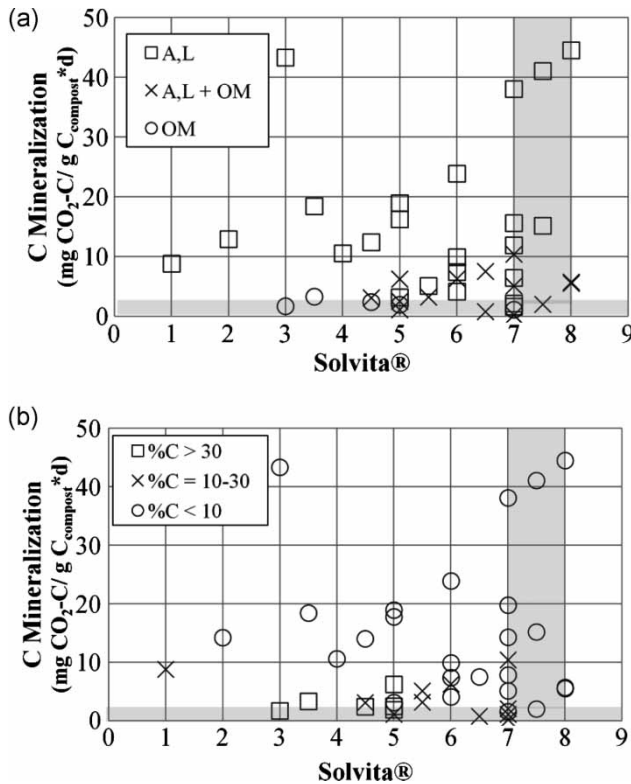 (a)
50
40
30
20
10
0
□ A,L
× A,L + OM
○ OM
C Mineralization
(mg CO₂-C/ g C_compost*d)
0 1 2 3 4 5 6 7 8 9
Solvita®
(b)
50
40
30
20
10
0
□ %C > 30
× %C = 10-30
○ %C < 10
C Mineralization
(mg CO₂-C/ g C_compost*d)
0 1 2 3 4 5 6 7 8 9
Solvita®